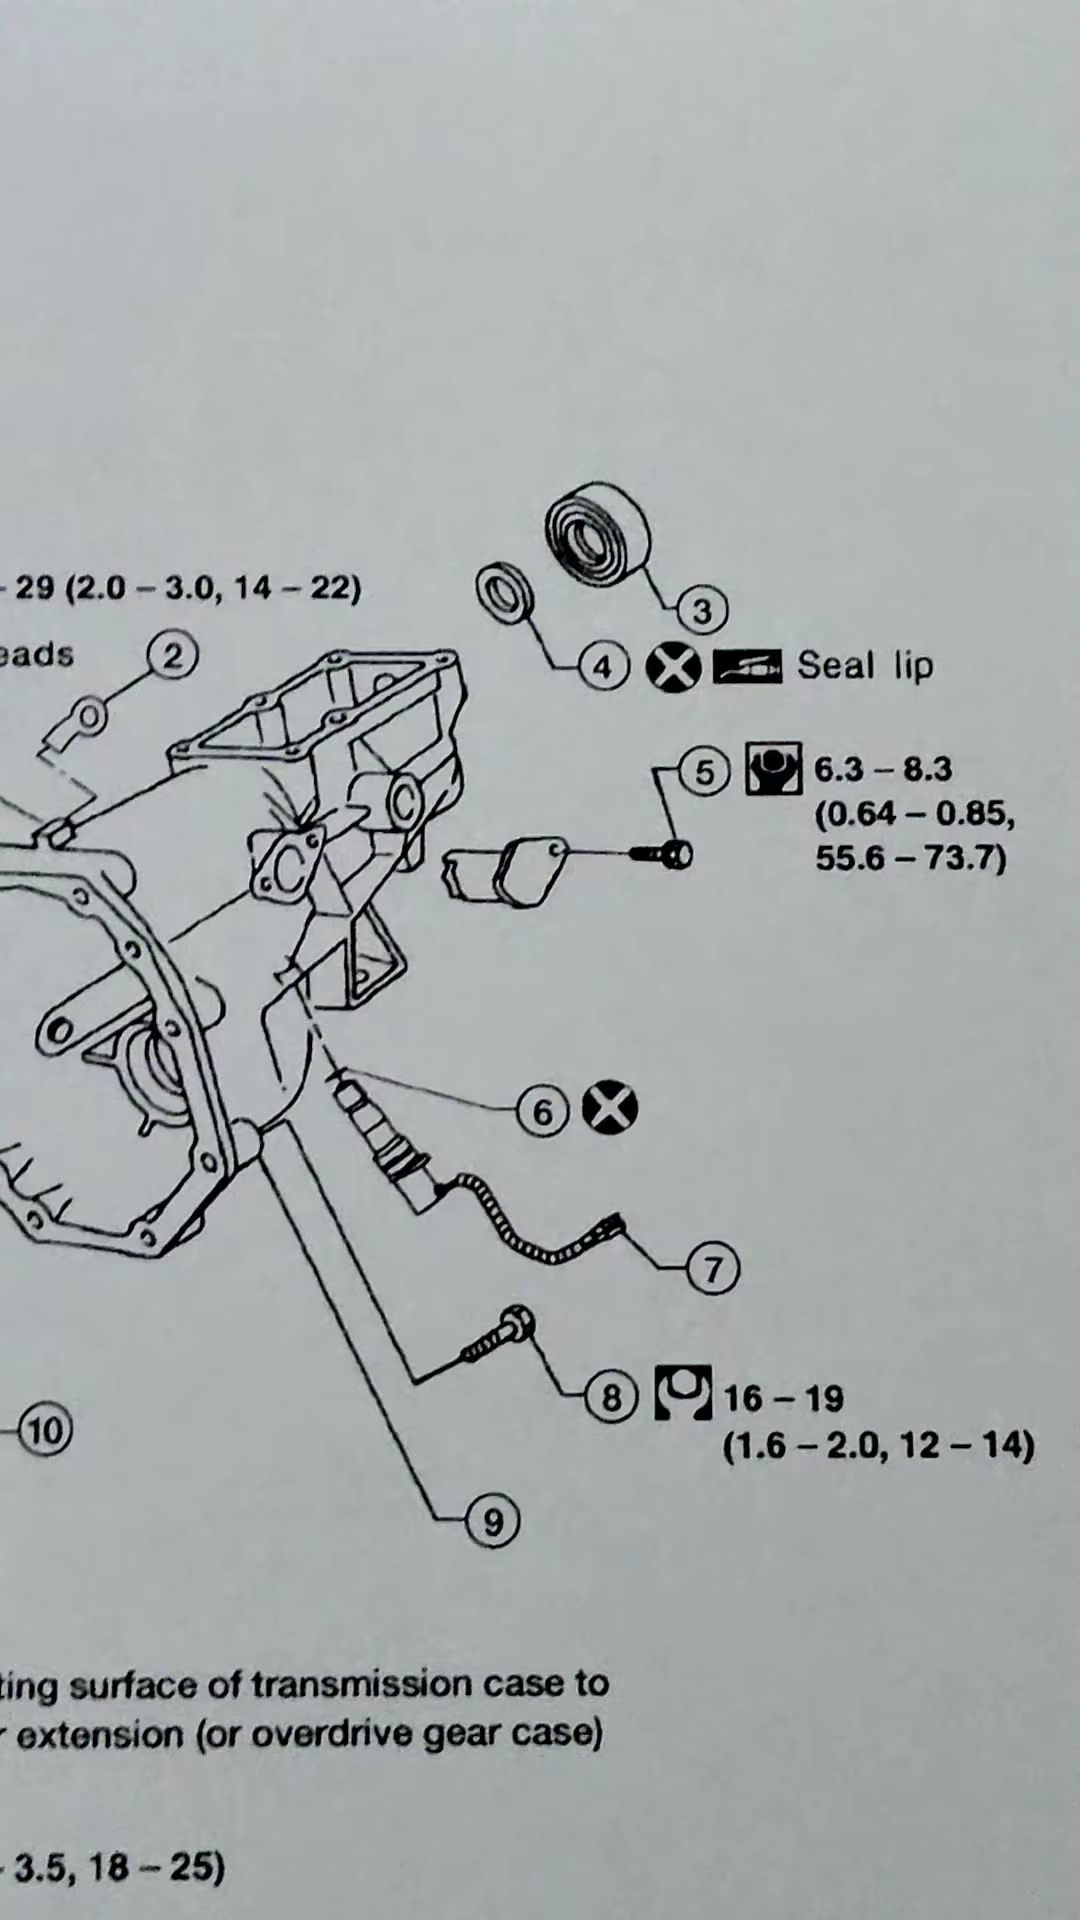 3
- 29 (2.0 – 3.0, 14 – 22)
eads
2
4 Seal lip
5 6.3 – 8.3
(0.64 – 0.85,
55.6 – 73.7)
6
7
8 16 – 19
(1.6 – 2.0, 12 – 14)
10
9
ting surface of transmission case to
r extension (or overdrive gear case)
- 3.5, 18 – 25)